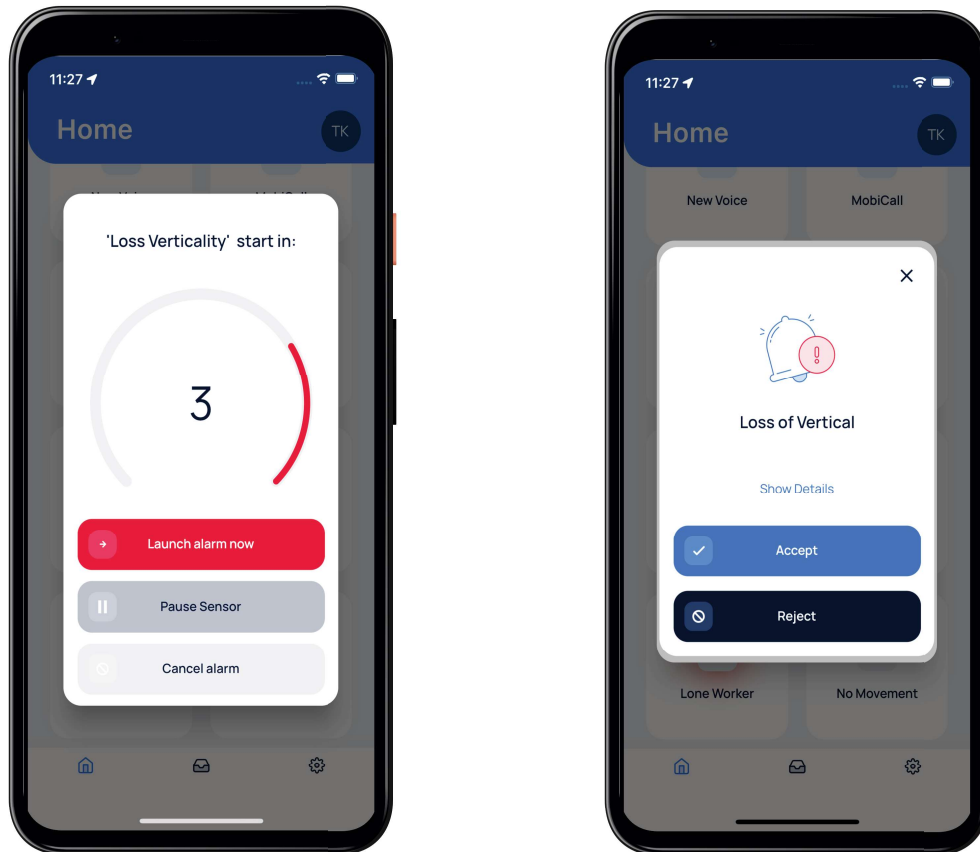 11:27
Home
TK
'Loss Verticality' start in:
3
Launch alarm now
Pause Sensor
Cancel alarm
11:27
Home
TK
New Voice
MobiCall
Loss of Vertical
Show Details
Accept
Reject
Lone Worker
No Movement